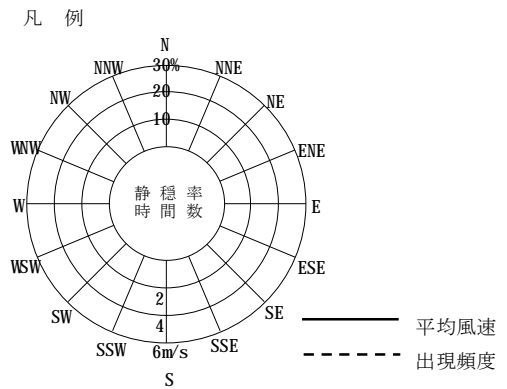 凡 例
N
NNW 30% NNE
NW 20 NE
10
WNW ENE
静 穏 率
W 時 間 数 E
WSW ESE
2
SW SE
4
SSW 6m/s SSE
S
平均風速
出現頻度